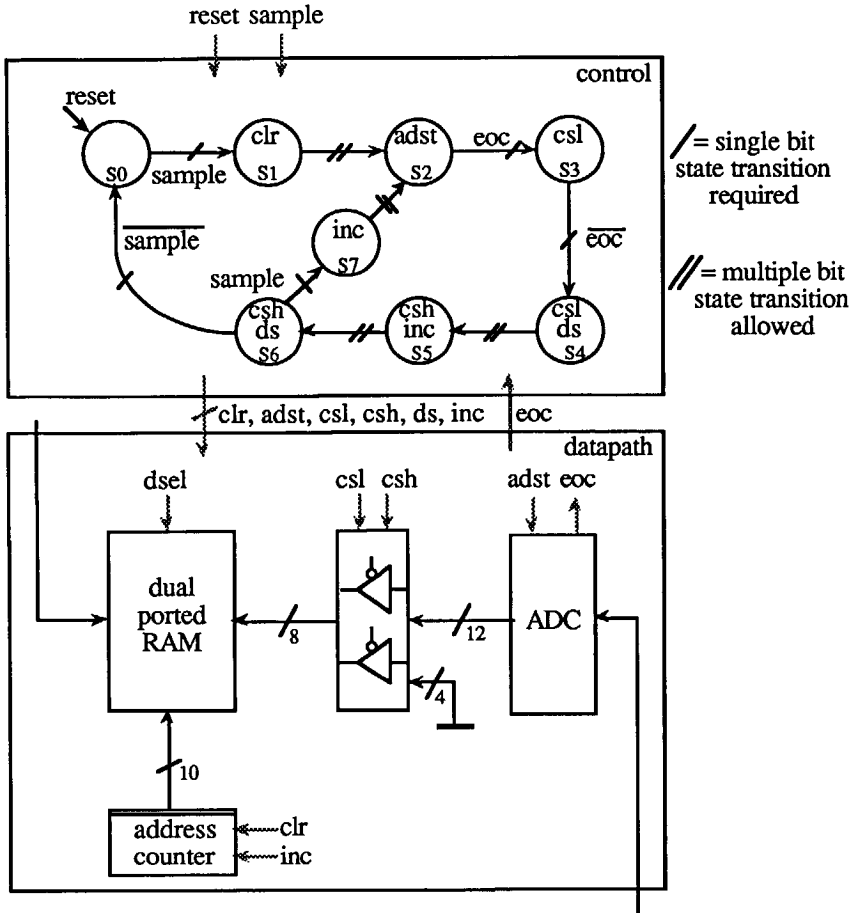 reset sample
control
reset
S0
sample
clr
S1
adst
S2
eoc
csl
S3
/= single bit
state transition
required
sample
inc
S7
eoc
sample
csh
ds
S6
csh
inc
S5
csl
ds
S4
//= multiple bit
state transition
allowed
clr, adst, csl, csh, ds, inc
eoc
datapath
dsel
csl csh
adst eoc
dual
ported
RAM
8
12
ADC
4
10
address
counter
clr
inc